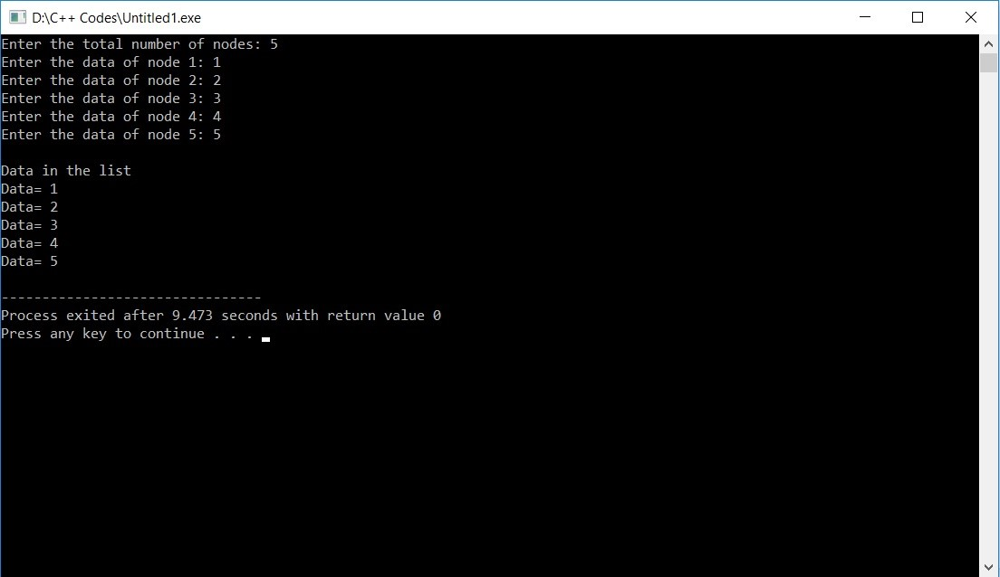 D:\C++ Codes\Untitled1.exe
Enter the total number of nodes: 5
Enter the data of node 1: 1
Enter the data of node 2: 2
Enter the data of node 3: 3
Enter the data of node 4: 4
Enter the data of node 5: 5
Data in the list
Data= 1
Data= 2
Data= 3
Data= 4
Data= 5
--------------------------------
Process exited after 9.473 seconds with return value 0
Press any key to continue . . .